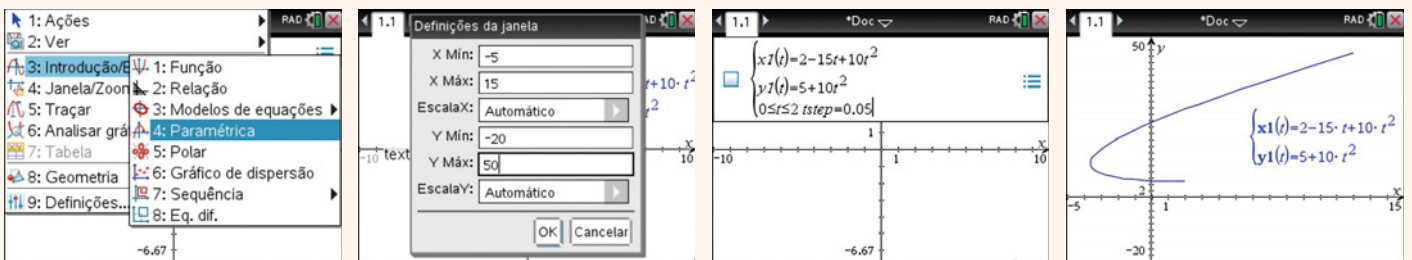 1: Ações
2: Ver
3: Introdução/E
4: Janela/Zoon
5: Traçar
6: Analisar grá
7: Tabela
8: Geometria
9: Definições...
1: Função
2: Relação
3: Modelos de equações
4: Paramétrica
5: Polar
6: Gráfico de dispersão
7: Sequência
8: Eq. dif.
RAD
-6.67
1.1
Definições da janela
X Mín: -5
X Máx: 15
EscalaX: Automático
Y Mín: -20
Y Máx: 50
EscalaY: Automático
OK Cancelar
RAD
t+10· t²
-10 text
x
10
1.1 *Doc RAD
x1(t)=2−15t+10t²
y1(t)=5+10t²
0≤t≤2 tstep=0.05
1
x
-10 1 10
-6.67
1.1 *Doc RAD
50 y
x1(t)=2−15· t+10· t²
y1(t)=5+10· t²
2
x
-5 1 15
-20